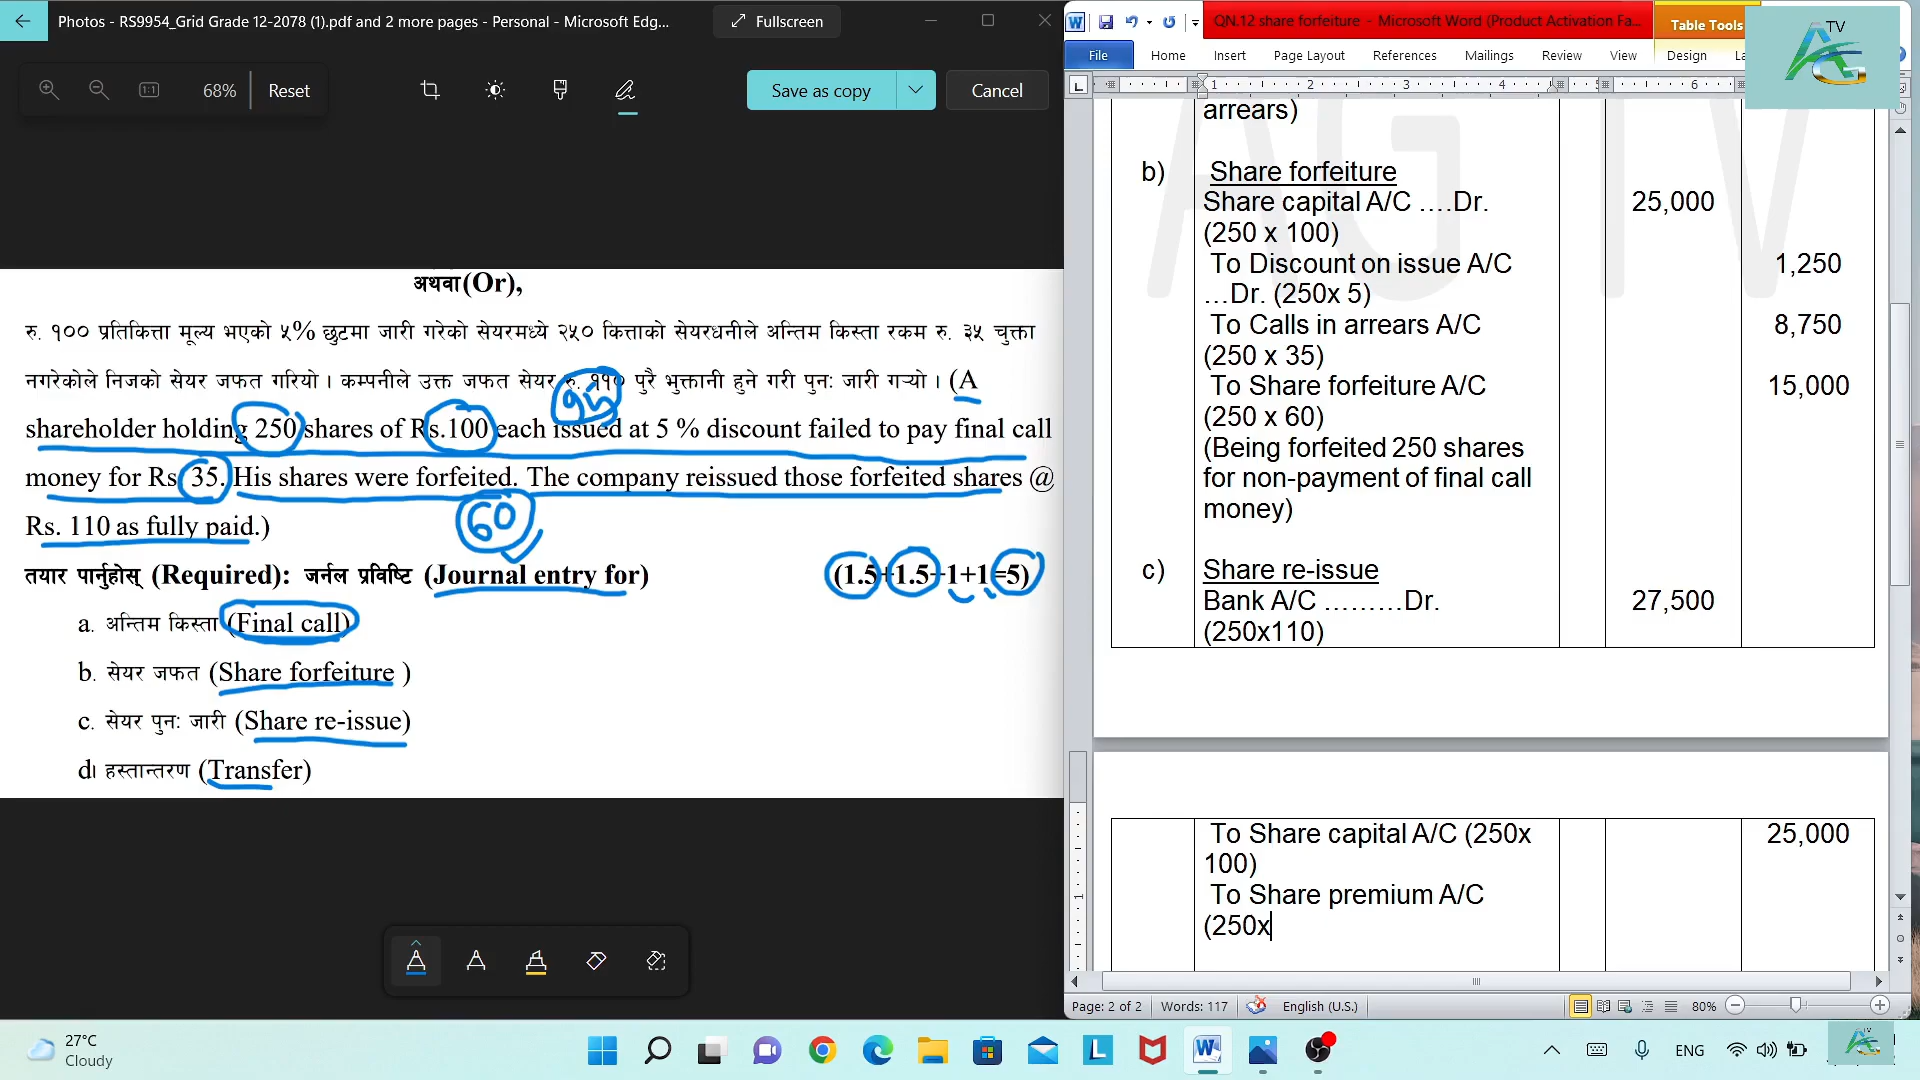 Photos - RS9954_Grid Grade 12-2078 (1).pdf and 2 more pages - Personal - Microsoft Edg...
Fullscreen
68%
Reset
Save as copy
Cancel
अथवा (Or),
रु. १०० प्रतिकित्ता मूल्य भएको ५% छुटमा जारी गरेको सेयरमध्ये २५० कित्ताको सेयरधनीले अन्तिम किस्ता रकम रु. ३५ चुक्ता
नगरेकोले निजको सेयर जफत गरियो । कम्पनीले उक्त जफत सेयर रु. ११० पुरै भुक्तानी हुने गरी पुनः जारी गर्‍यो । (A
95
shareholder holding 250 shares of Rs.100 each issued at 5 % discount failed to pay final call
money for Rs 35. His shares were forfeited. The company reissued those forfeited shares @
60
Rs. 110 as fully paid.)
तयार पार्नुहोस् (Required): जर्नल प्रविष्टि (Journal entry for) (1.5+1.5+1+1=5)
a. अन्तिम किस्ता (Final call)
b. सेयर जफत (Share forfeiture )
c. सेयर पुनः जारी (Share re-issue)
d। हस्तान्तरण (Transfer)
27°C
Cloudy
QN.12 share forfeiture - Microsoft Word (Product Activation Fa...
Table Tools
File Home Insert Page Layout References Mailings Review View Design La
TV
AG TV
arrears)
b) Share forfeiture
Share capital A/C ....Dr. 25,000
(250 x 100)
To Discount on issue A/C 1,250
...Dr. (250x 5)
To Calls in arrears A/C 8,750
(250 x 35)
To Share forfeiture A/C 15,000
(250 x 60)
(Being forfeited 250 shares
for non-payment of final call
money)
c) Share re-issue
Bank A/C .........Dr. 27,500
(250x110)
To Share capital A/C (250x 25,000
100)
To Share premium A/C
(250x
Page: 2 of 2 Words: 117 English (U.S.) 80%
ENG